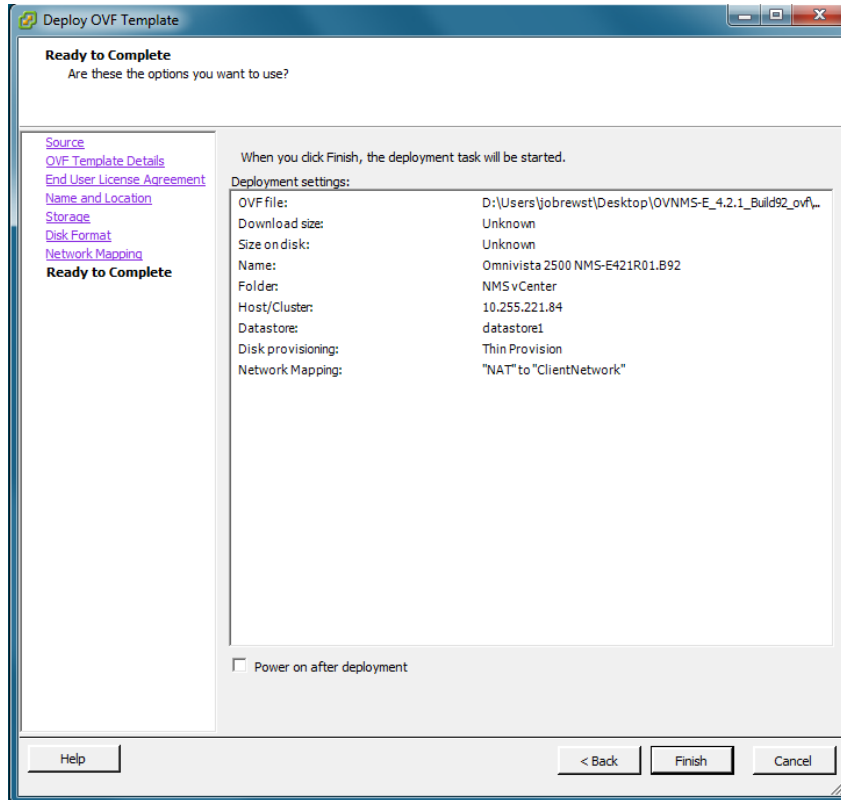 Deploy OVF Template
Ready to Complete
Are these the options you want to use?
Source
OVF Template Details
End User License Agreement
Name and Location
Storage
Disk Format
Network Mapping
Ready to Complete
When you click Finish, the deployment task will be started.
Deployment settings:
OVF file: D:\Users\jobrewst\Desktop\OVNMS-E_4.2.1_Build92_ovf\...
Download size: Unknown
Size on disk: Unknown
Name: Omnivista 2500 NMS-E421R01.B92
Folder: NMS vCenter
Host/Cluster: 10.255.221.84
Datastore: datastore1
Disk provisioning: Thin Provision
Network Mapping: "NAT" to "ClientNetwork"
Power on after deployment
Help < Back Finish Cancel